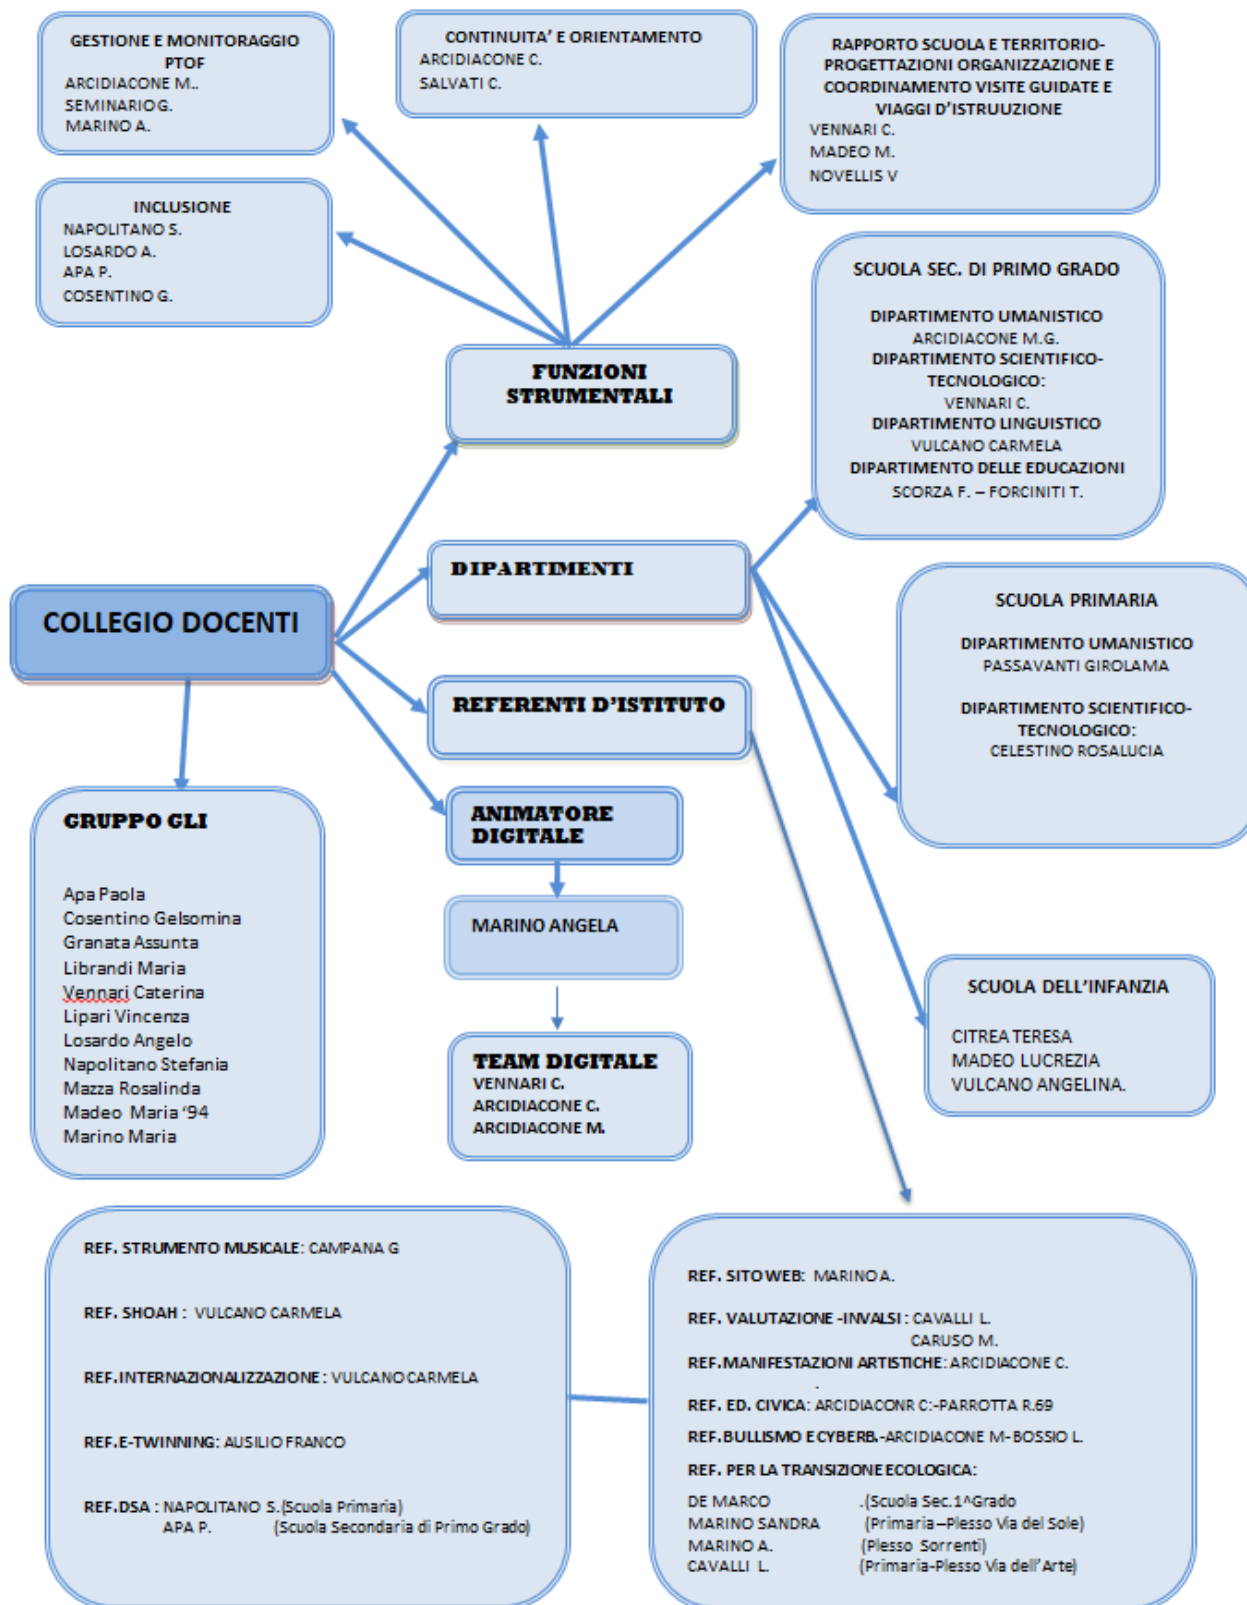 GESTIONE E MONITORAGGIO
PTOF
ARCIDIACONE M..
SEMINARIO G.
MARINO A.
CONTINUITA' E ORIENTAMENTO
ARCIDIACONE C.
SALVATI C.
RAPPORTO SCUOLA E TERRITORIO-
PROGETTAZIONI ORGANIZZAZIONE E
COORDINAMENTO VISITE GUIDATE E
VIAGGI D'ISTRUUZIONE
VENNARI C.
MADEO M.
NOVELLIS V
INCLUSIONE
NAPOLITANO S.
LOSARDO A.
APA P.
COSENTINO G.
FUNZIONI
STRUMENTALI
SCUOLA SEC. DI PRIMO GRADO
DIPARTIMENTO UMANISTICO
ARCIDIACONE M.G.
DIPARTIMENTO SCIENTIFICO-
TECNOLOGICO:
VENNARI C.
DIPARTIMENTO LINGUISTICO
VULCANO CARMELA
DIPARTIMENTO DELLE EDUCAZIONI
SCORZA F. – FORCINITI T.
DIPARTIMENTI
COLLEGIO DOCENTI
SCUOLA PRIMARIA
DIPARTIMENTO UMANISTICO
PASSAVANTI GIROLAMA
DIPARTIMENTO SCIENTIFICO-
TECNOLOGICO:
CELESTINO ROSALUCIA
REFERENTI D'ISTITUTO
GRUPPO GLI
Apa Paola
Cosentino Gelsomina
Granata Assunta
Librandi Maria
Vennari Caterina
Lipari Vincenza
Losardo Angelo
Napolitano Stefania
Mazza Rosalinda
Madeo Maria '94
Marino Maria
ANIMATORE
DIGITALE
MARINO ANGELA
TEAM DIGITALE
VENNARI C.
ARCIDIACONE C.
ARCIDIACONE M.
SCUOLA DELL'INFANZIA
CITREA TERESA
MADEO LUCREZIA
VULCANO ANGELINA.
REF. STRUMENTO MUSICALE: CAMPANA G
REF. SHOAH : VULCANO CARMELA
REF.INTERNAZIONALIZZAZIONE : VULCANO CARMELA
REF.E-TWINNING: AUSILIO FRANCO
REF.DSA : NAPOLITANO S.(Scuola Primaria)
APA P. (Scuola Secondaria di Primo Grado)
REF. SITO WEB: MARINO A.
REF. VALUTAZIONE -INVALSI : CAVALLI L.
CARUSO M.
REF.MANIFESTAZIONI ARTISTICHE: ARCIDIACONE C.
.
REF. ED. CIVICA: ARCIDIACONR C:-PARROTTA R.69
REF.BULLISMO E CYBERB.-ARCIDIACONE M-BOSSIO L.
REF. PER LA TRANSIZIONE ECOLOGICA:
DE MARCO .(Scuola Sec.1^Grado
MARINO SANDRA (Primaria –Plesso Via del Sole)
MARINO A. (Plesso Sorrenti)
CAVALLI L. (Primaria-Plesso Via dell'Arte)